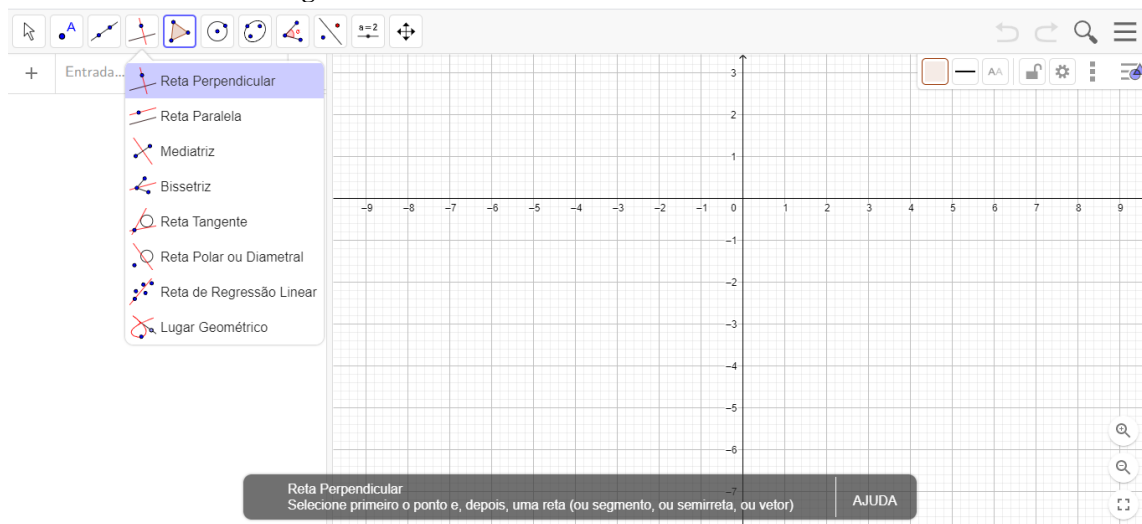 A
a=2
+
Entrada...
AA
Reta Perpendicular
Reta Paralela
Mediatriz
Bissetriz
Reta Tangente
Reta Polar ou Diametral
Reta de Regressão Linear
Lugar Geométrico
3
2
1
–9 –8 –7 –6 –5 –4 –3 –2 –1 0 1 2 3 4 5 6 7 8 9
–1
–2
–3
–4
–5
–6
–7
Reta Perpendicular
Selecione primeiro o ponto e, depois, uma reta (ou segmento, ou semirreta, ou vetor)
AJUDA